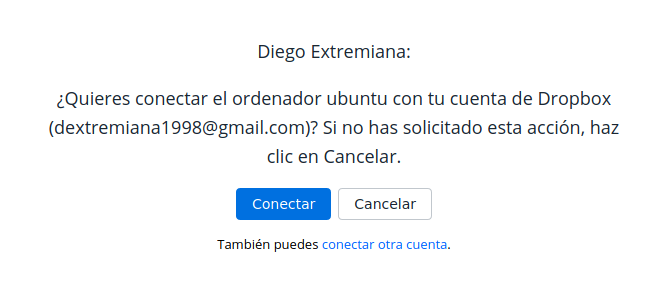 Diego Extremiana:
¿Quieres conectar el ordenador ubuntu con tu cuenta de Dropbox
(dextremiana1998@gmail.com)? Si no has solicitado esta acción, haz
clic en Cancelar.
Conectar Cancelar
También puedes conectar otra cuenta.